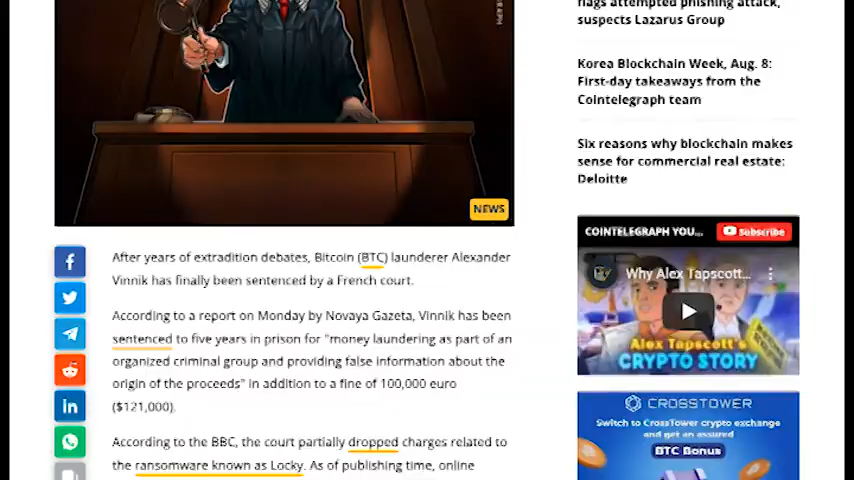 flags attempted phishing attack,
suspects Lazarus Group
Korea Blockchain Week, Aug. 8:
First-day takeaways from the
Cointelegraph team
Six reasons why blockchain makes
sense for commercial real estate:
Deloitte
NEWS
After years of extradition debates, Bitcoin (BTC) launderer Alexander
Vinnik has finally been sentenced by a French court.
According to a report on Monday by Novaya Gazeta, Vinnik has been
sentenced to five years in prison for "money laundering as part of an
organized criminal group and providing false information about the
origin of the proceeds" in addition to a fine of 100,000 euro
($121,000).
According to the BBC, the court partially dropped charges related to
the ransomware known as Locky. As of publishing time, online
COINTELEGRAPH YOU...
Subscribe
Why Alex Tapscott...
Alex Tapscott's
CRYPTO STORY
CROSSTOWER
Switch to CrossTower crypto exchange
and get an assured
BTC Bonus